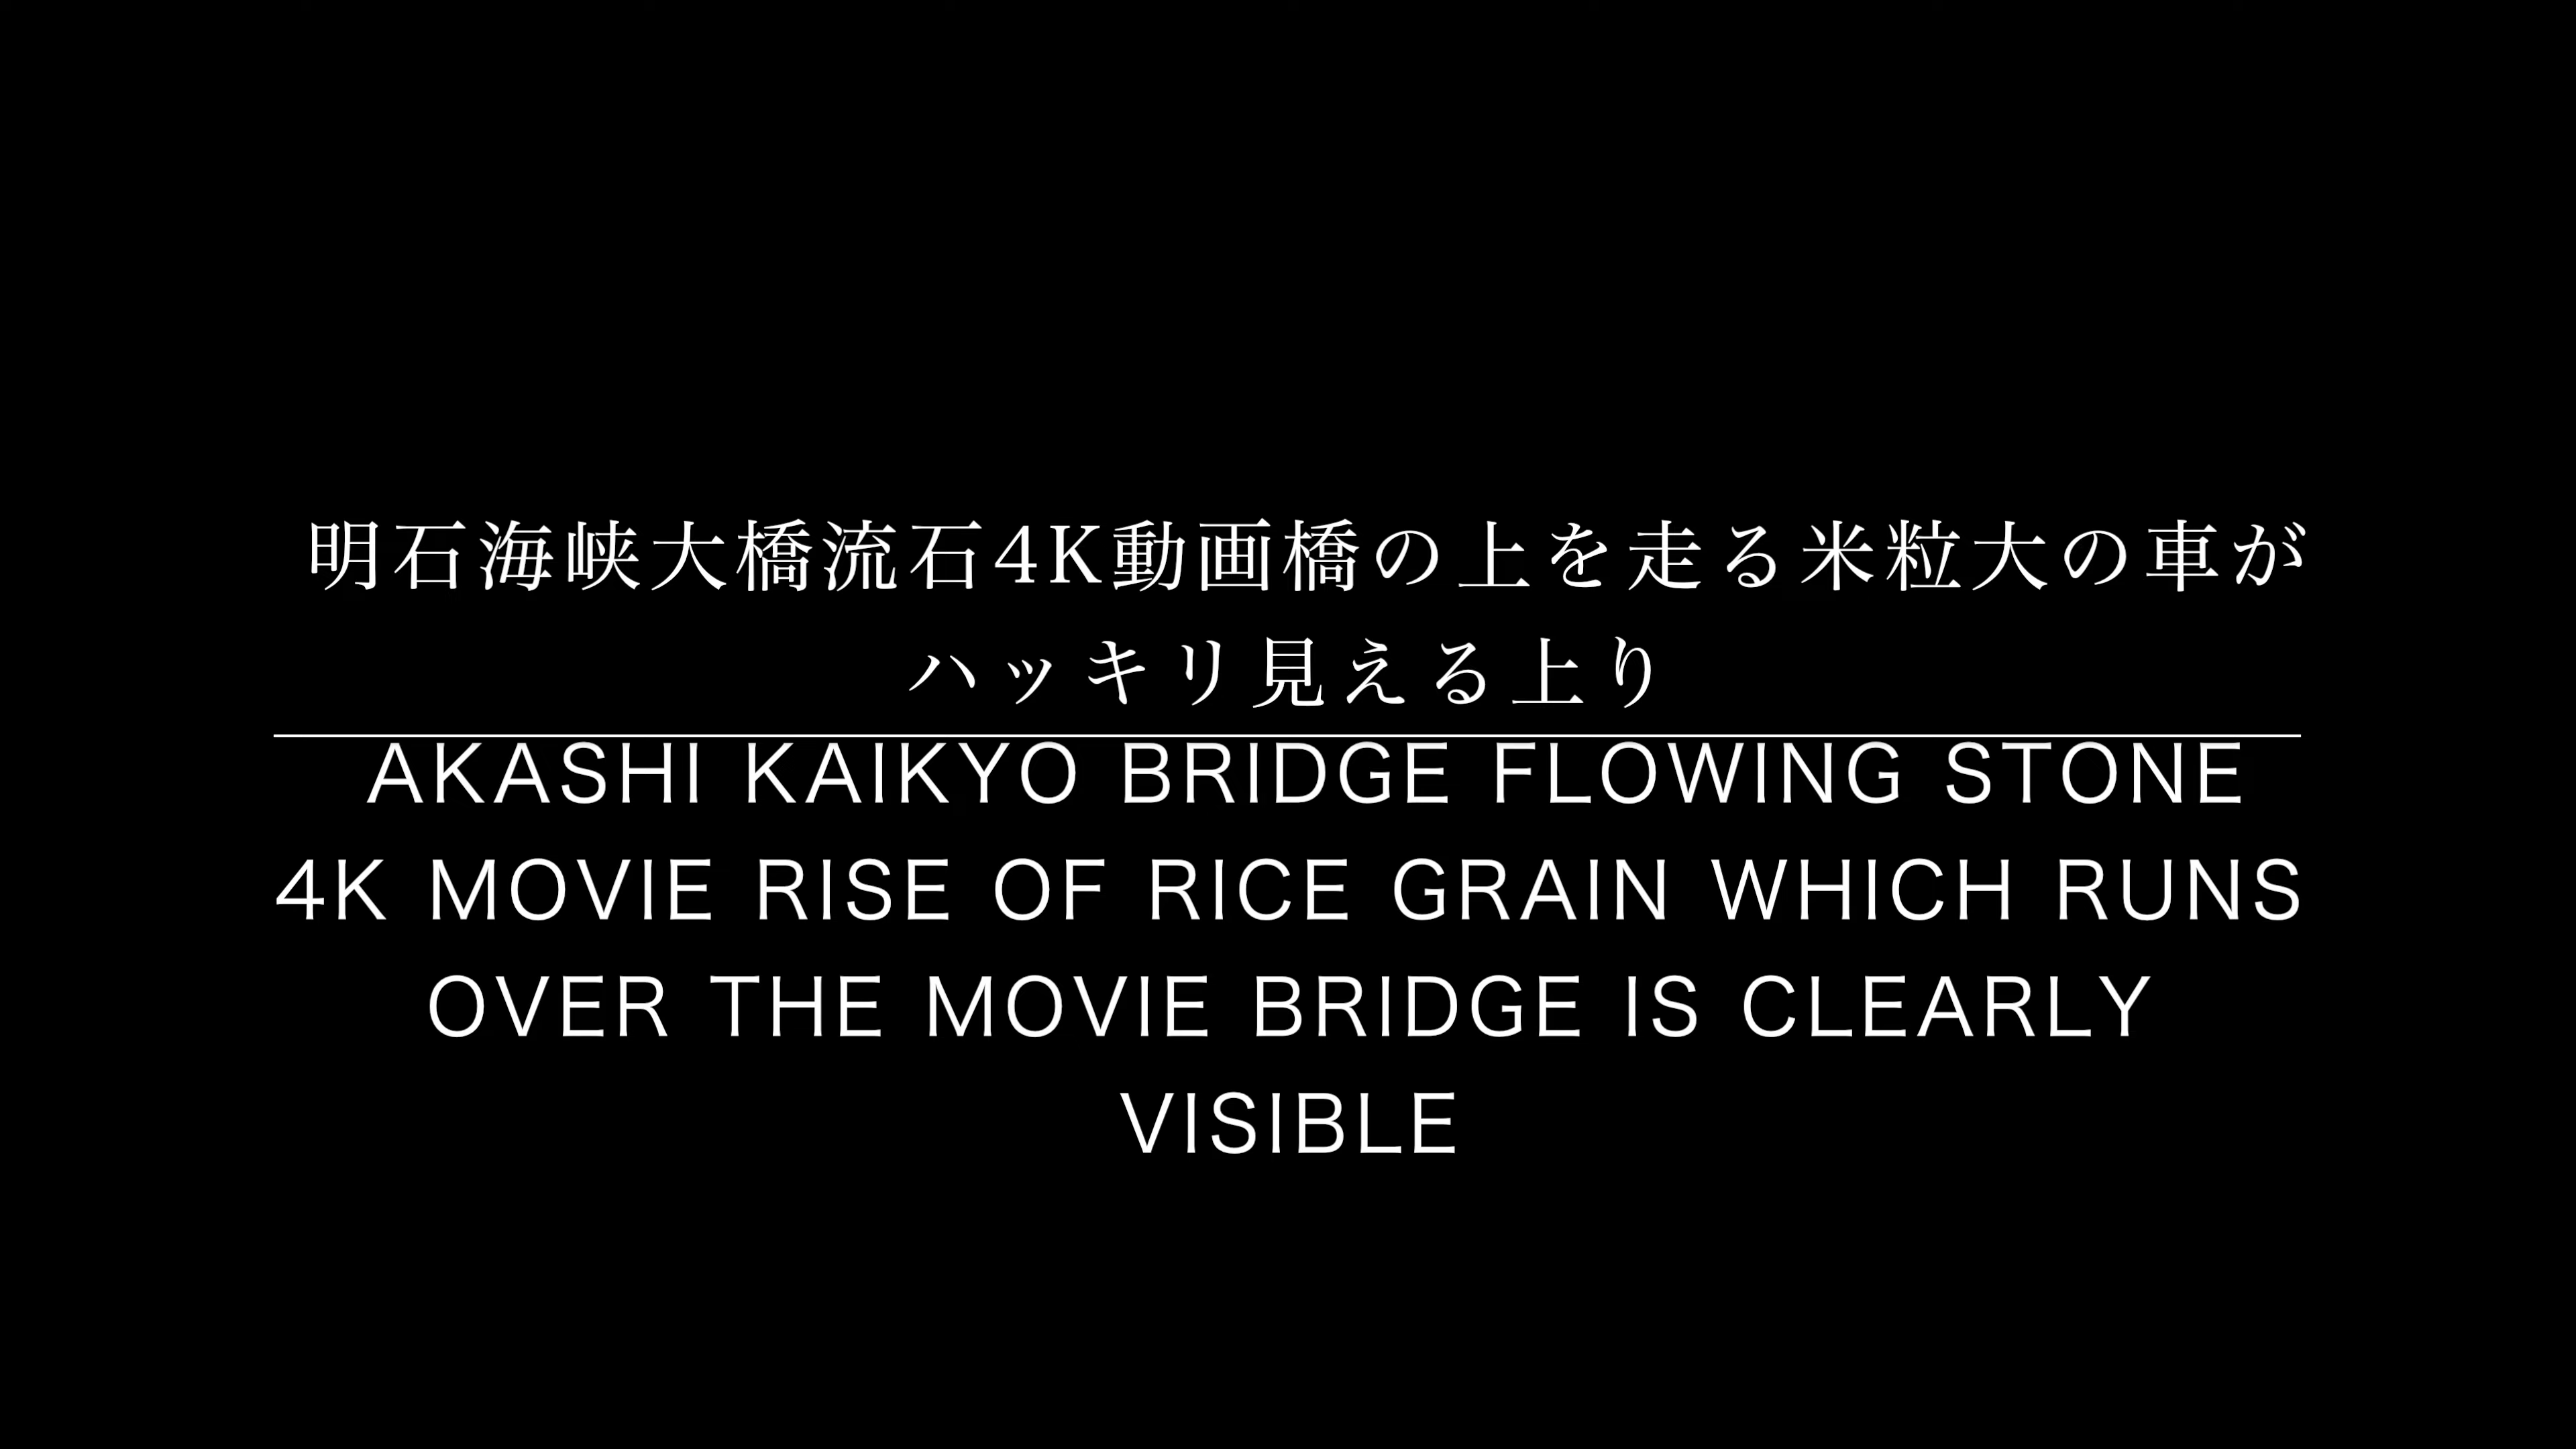 明石海峡大橋流石4K動画橋の上を走る米粒大の車が
ハッキリ見える上り
AKASHI KAIKYO BRIDGE FLOWING STONE
4K MOVIE RISE OF RICE GRAIN WHICH RUNS
OVER THE MOVIE BRIDGE IS CLEARLY
VISIBLE